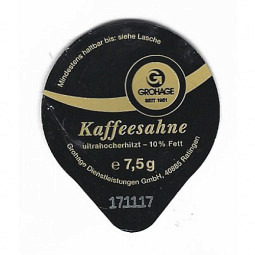 Mindestens haltbar bis: siehe Lasche
G
GROHAGE
SEIT 1961
Kaffeesahne
ultrahocherhitzt – 10% Fett
e 7,5 g
Grohage Dienstleistungen GmbH, 40885 Ratingen
171117